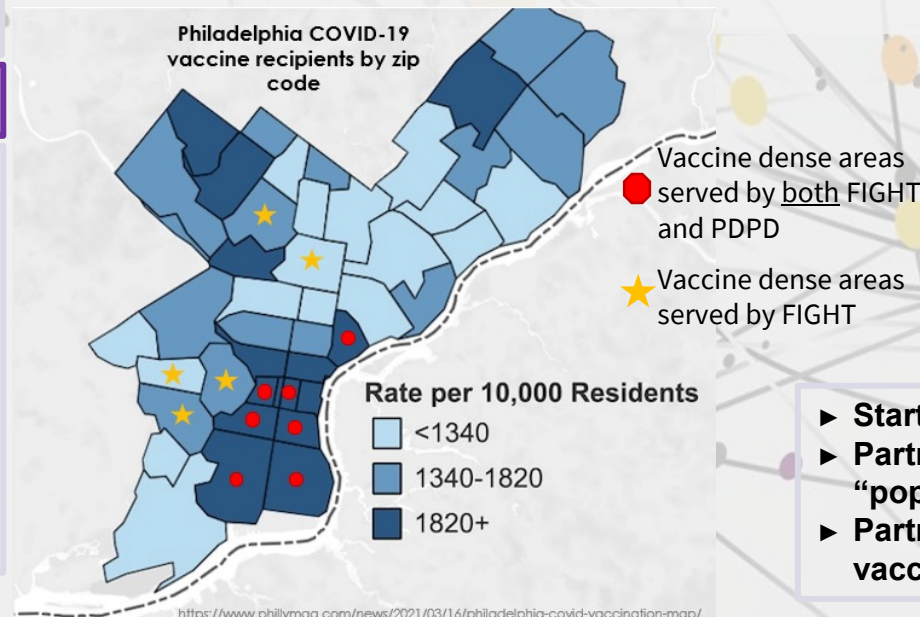 Philadelphia COVID-19
vaccine recipients by zip
code
Vaccine dense areas
served by both FIGHT
and PDPD
Vaccine dense areas
served by FIGHT
Rate per 10,000 Residents
<1340
1340-1820
1820+
► Start
► Partn
“pop
► Partn
vacc
https://www.phillymag.com/news/2021/03/16/philadelphia-covid-vaccination-map/